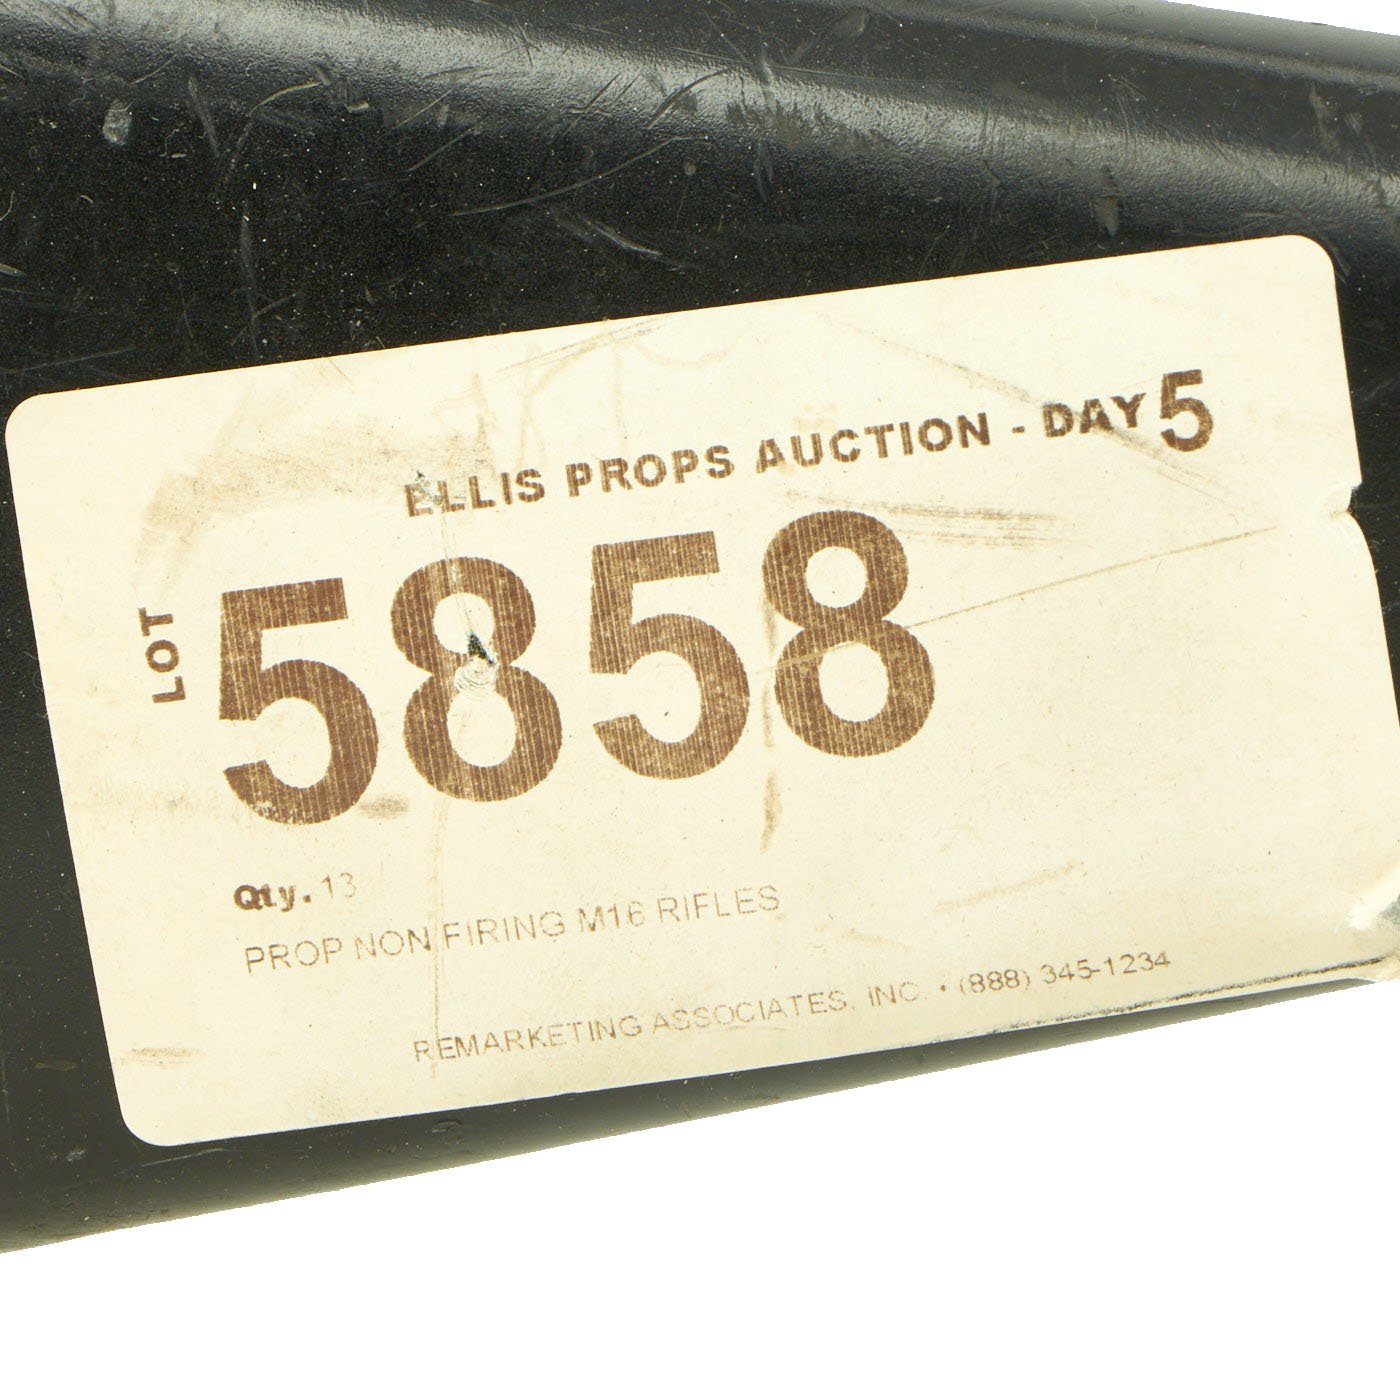 ELLIS PROPS AUCTION - DAY 5
LOT 5858
Qty. 13
PROP NON FIRING M16 RIFLES
REMARKETING ASSOCIATES, INC. • (888) 345-1234